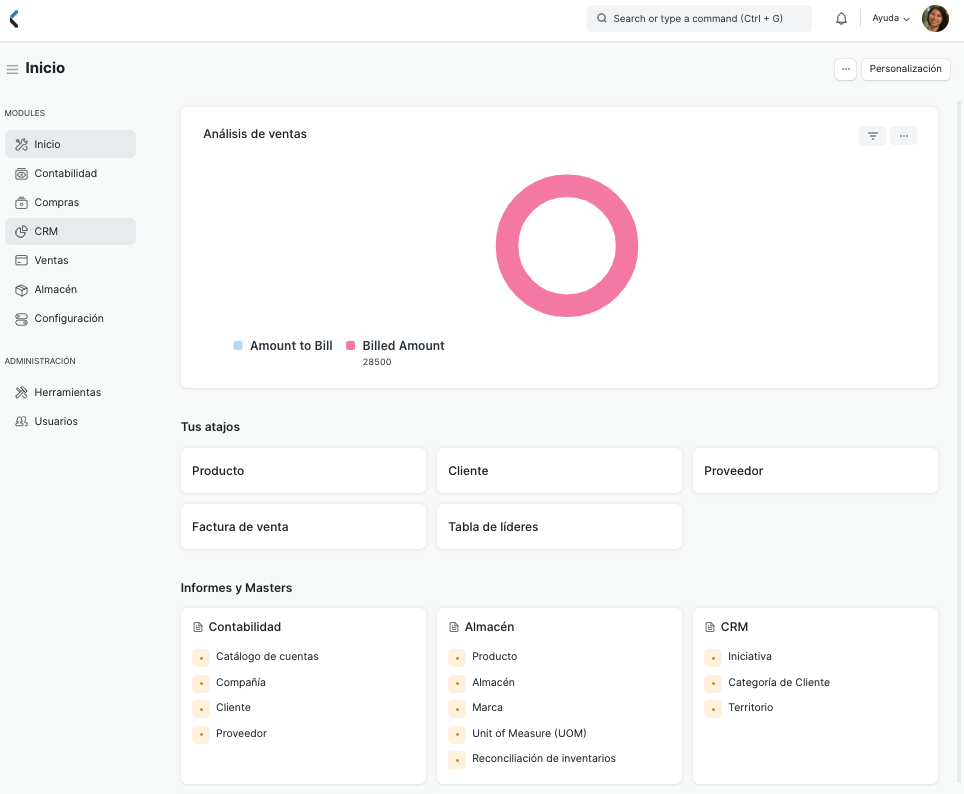 Search or type a command (Ctrl + G)
Ayuda
Inicio
...
Personalización
MODULES
Inicio
Contabilidad
Compras
CRM
Ventas
Almacén
Configuración
ADMINISTRACIÓN
Herramientas
Usuarios
Análisis de ventas
...
Amount to Bill
Billed Amount
28500
Tus atajos
Producto
Cliente
Proveedor
Factura de venta
Tabla de líderes
Informes y Masters
Contabilidad
Catálogo de cuentas
Compañía
Cliente
Proveedor
Almacén
Producto
Almacén
Marca
Unit of Measure (UOM)
Reconciliación de inventarios
CRM
Iniciativa
Categoría de Cliente
Territorio